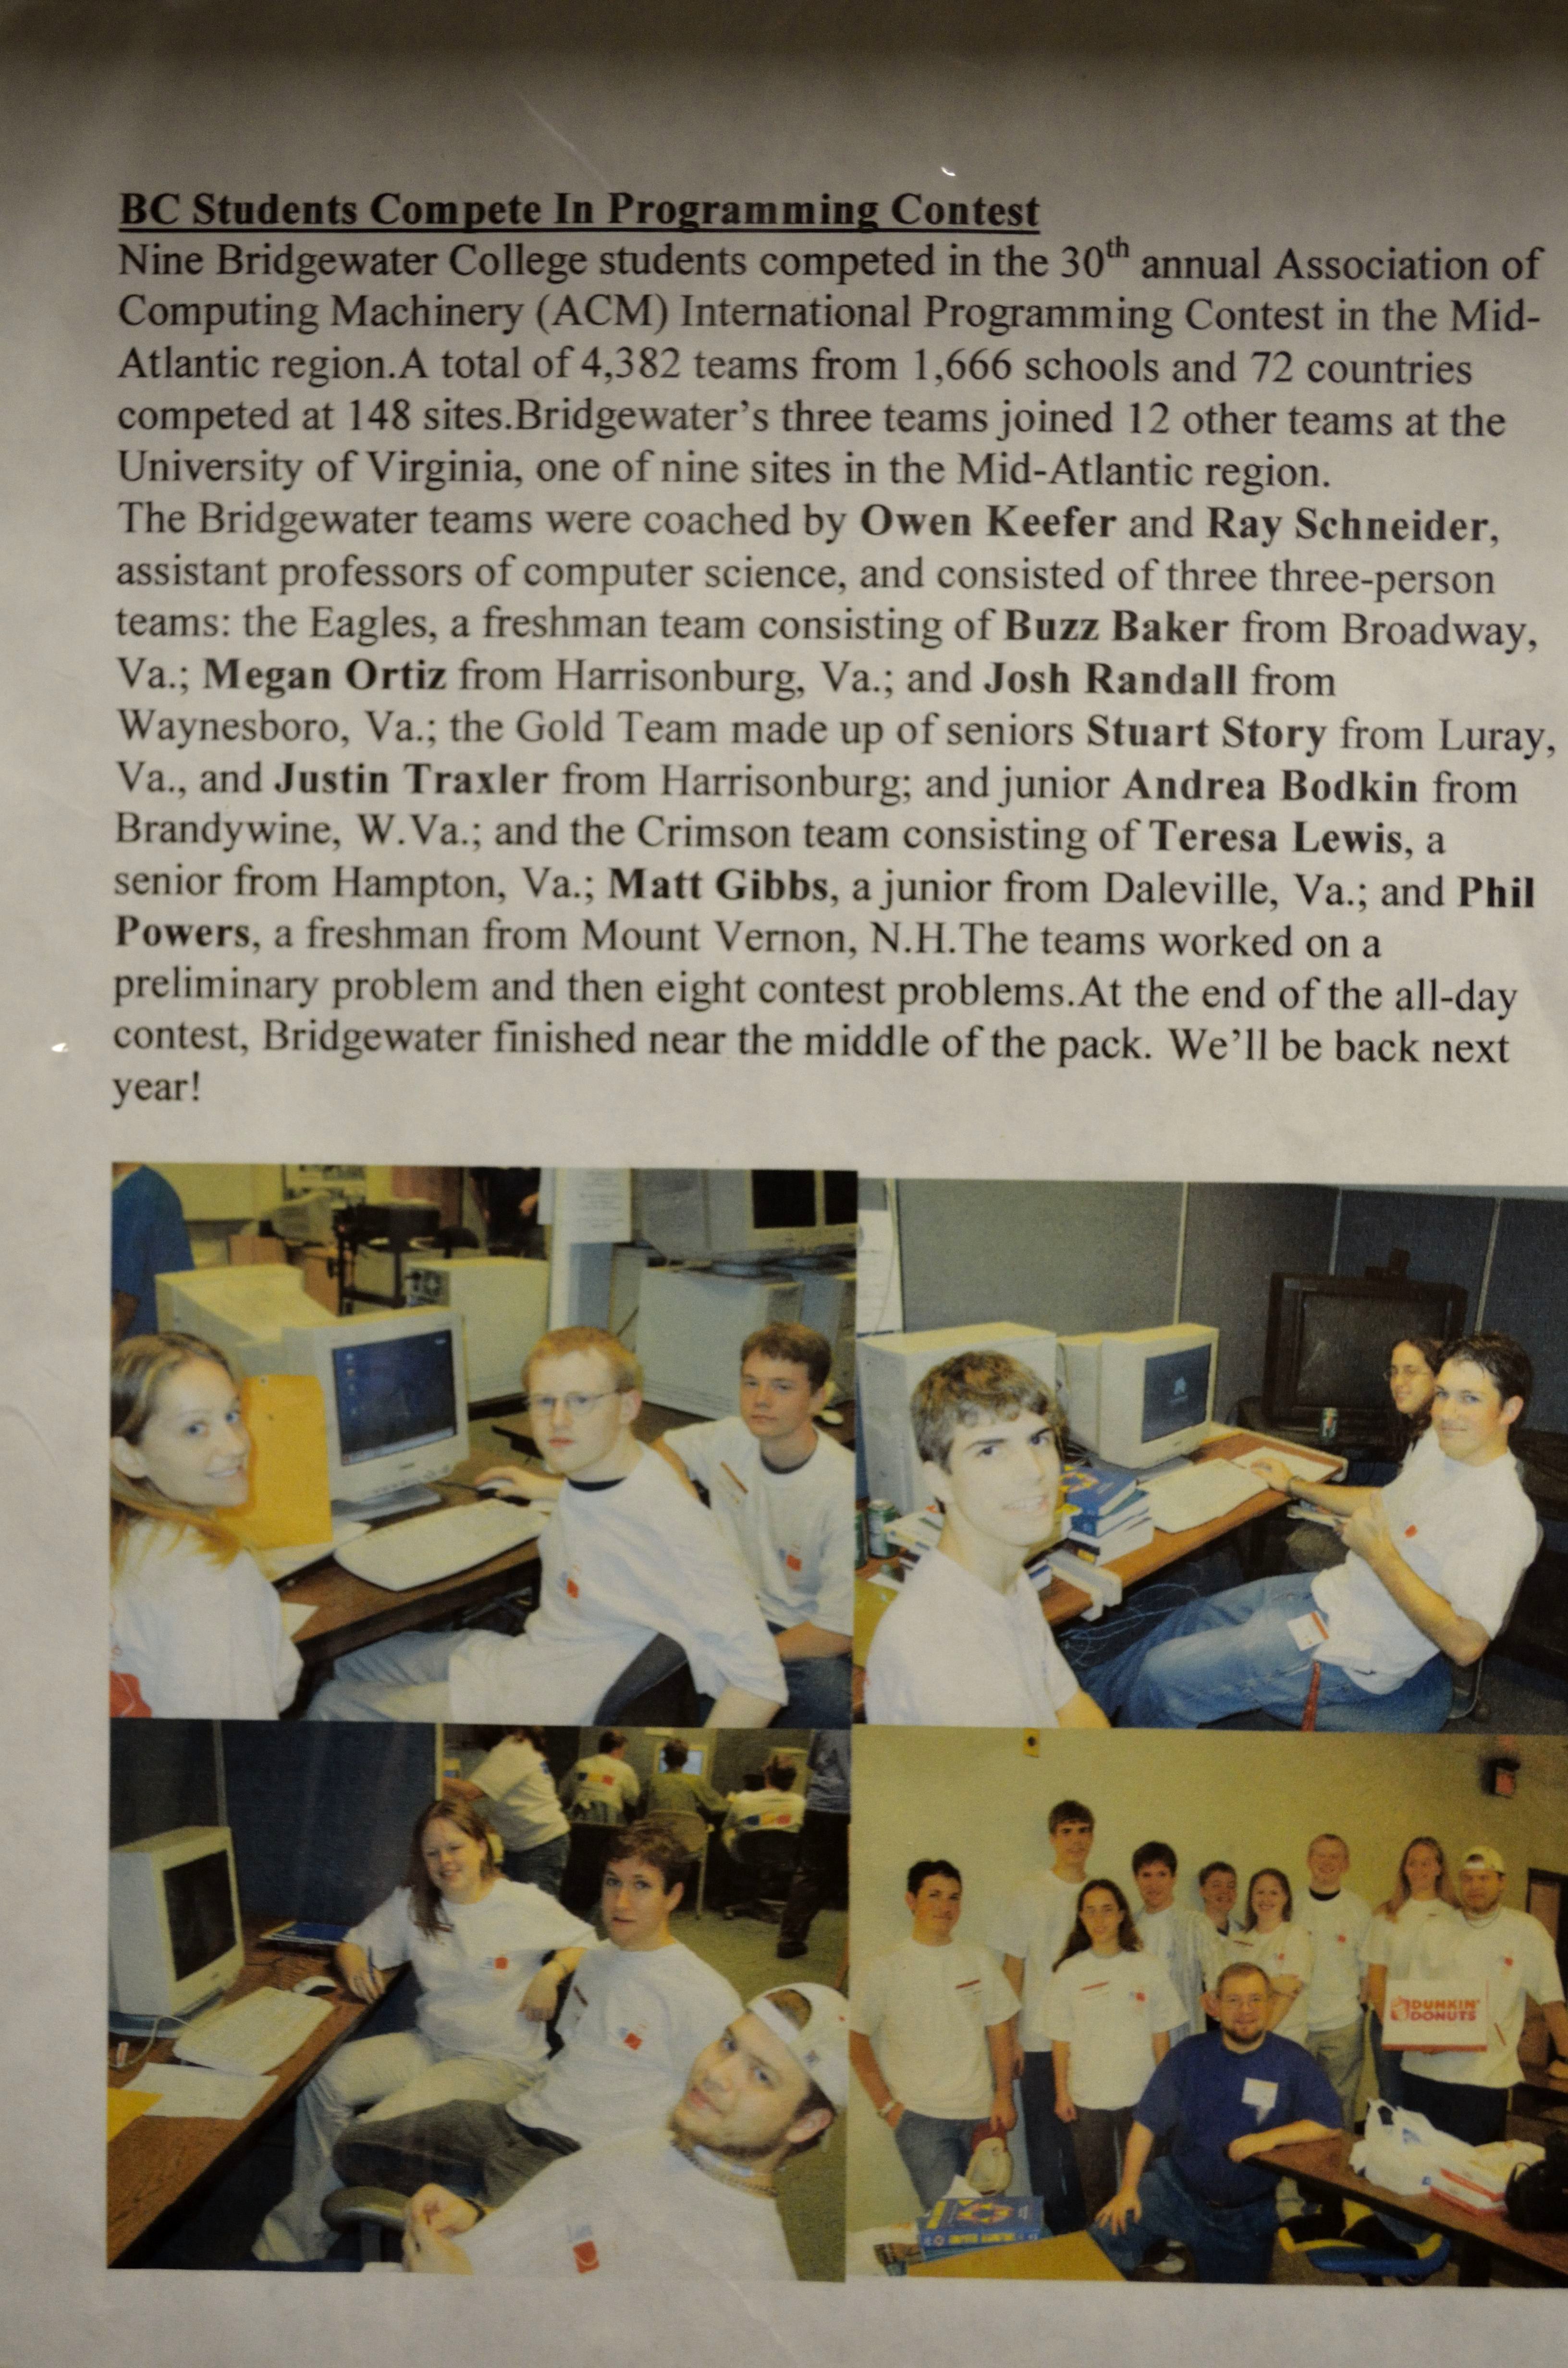 BC Students Compete In Programming Contest
Nine Bridgewater College students competed in the 30th annual Association of
Computing Machinery (ACM) International Programming Contest in the Mid-
Atlantic region.A total of 4,382 teams from 1,666 schools and 72 countries
competed at 148 sites.Bridgewater’s three teams joined 12 other teams at the
University of Virginia, one of nine sites in the Mid-Atlantic region.
The Bridgewater teams were coached by Owen Keefer and Ray Schneider,
assistant professors of computer science, and consisted of three three-person
teams: the Eagles, a freshman team consisting of Buzz Baker from Broadway,
Va.; Megan Ortiz from Harrisonburg, Va.; and Josh Randall from
Waynesboro, Va.; the Gold Team made up of seniors Stuart Story from Luray,
Va., and Justin Traxler from Harrisonburg; and junior Andrea Bodkin from
Brandywine, W.Va.; and the Crimson team consisting of Teresa Lewis, a
senior from Hampton, Va.; Matt Gibbs, a junior from Daleville, Va.; and Phil
Powers, a freshman from Mount Vernon, N.H.The teams worked on a
preliminary problem and then eight contest problems.At the end of the all-day
contest, Bridgewater finished near the middle of the pack. We’ll be back next
year!
DUNKIN'
DONUTS